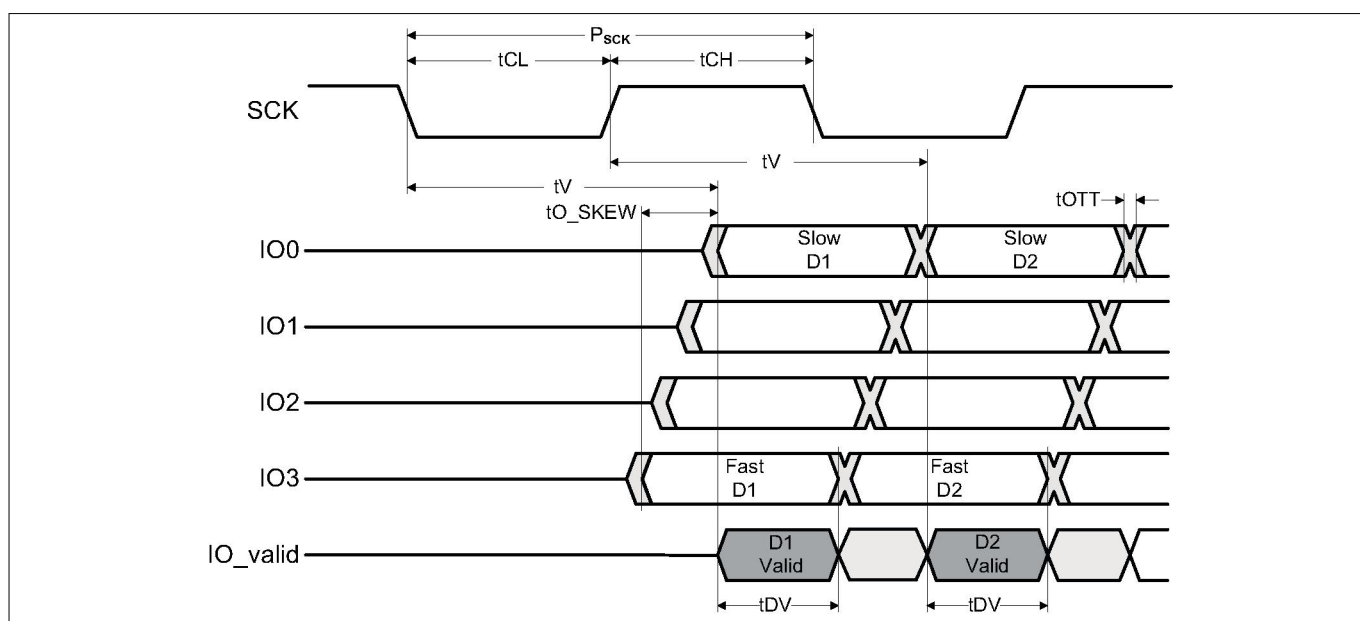 PSCK
tCL
tCH
SCK
tV
tV
tO_SKEW
tOTT
IO0
Slow
D1
Slow
D2
IO1
IO2
IO3
Fast
D1
Fast
D2
IO_valid
D1
Valid
D2
Valid
tDV
tDV